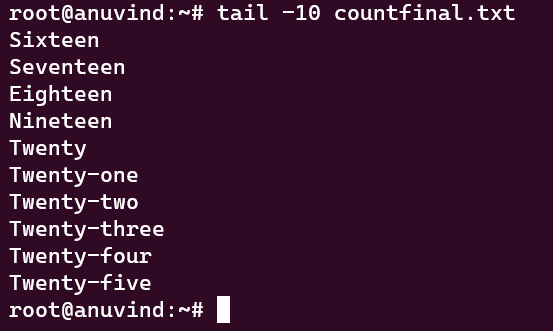 root@anuvind:~# tail -10 countfinal.txt
Sixteen
Seventeen
Eighteen
Nineteen
Twenty
Twenty-one
Twenty-two
Twenty-three
Twenty-four
Twenty-five
root@anuvind:~#